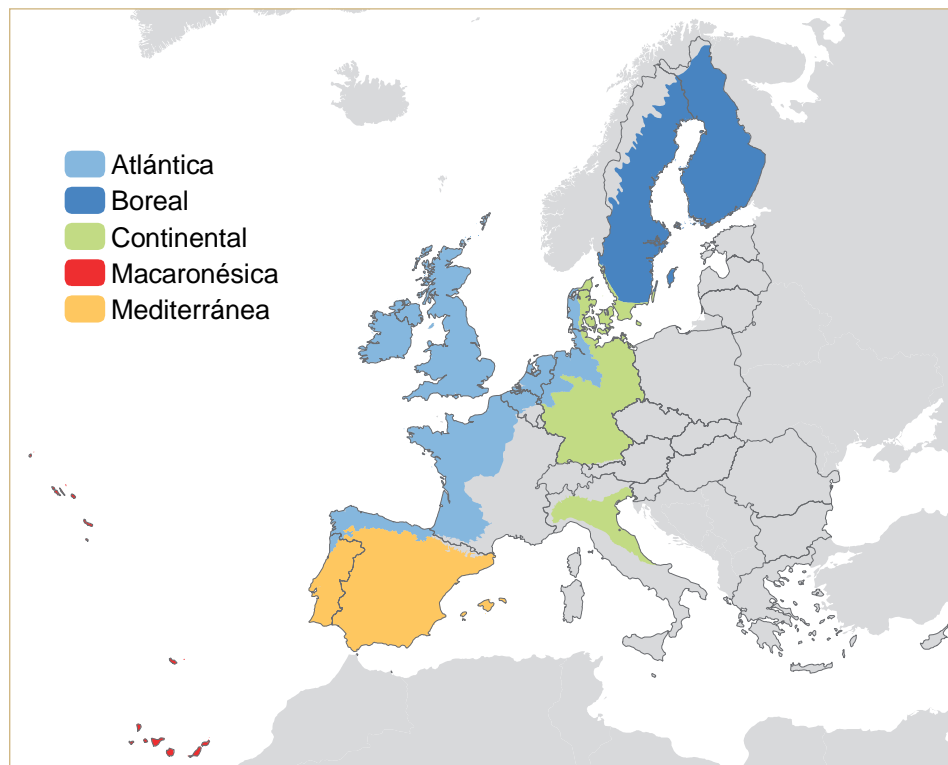 Atlántica
Boreal
Continental
Macaronésica
Mediterránea